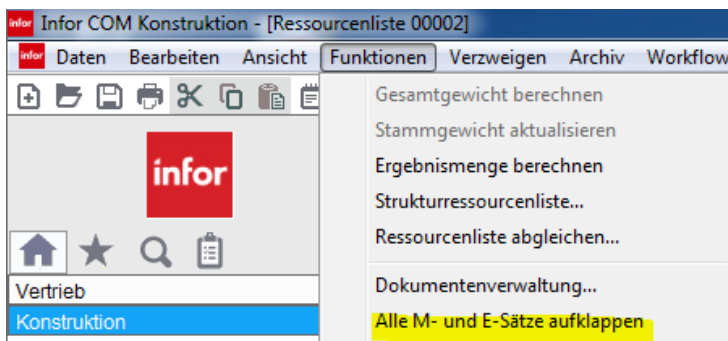 infor Infor COM Konstruktion - [Ressourcenliste 00002]
infor Daten Bearbeiten Ansicht Funktionen Verzweigen Archiv Workflow
Gesamtgewicht berechnen
Stammgewicht aktualisieren
infor
Ergebnismenge berechnen
Strukturressourcenliste...
Ressourcenliste abgleichen...
Dokumentenverwaltung...
Vertrieb
Alle M- und E-Sätze aufklappen
Konstruktion